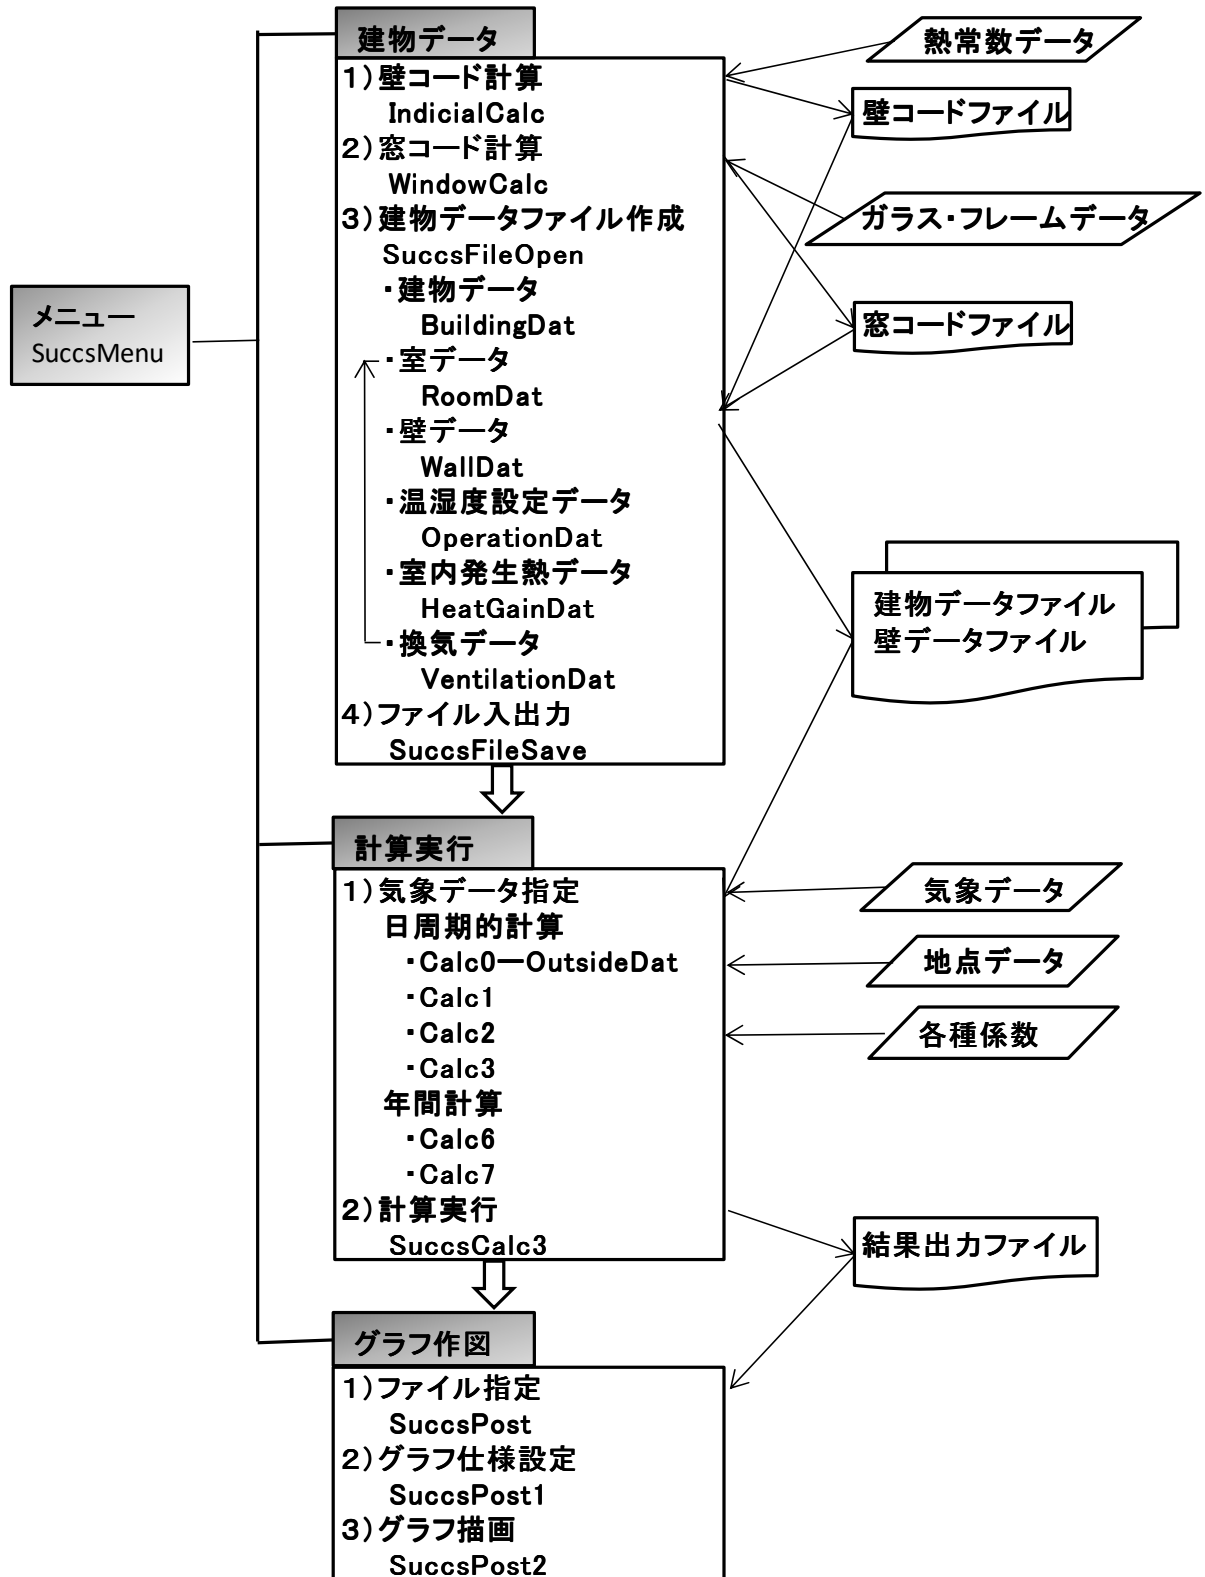 メニュー
SuccsMenu
建物データ
1)壁コード計算
IndicialCalc
2)窓コード計算
WindowCalc
3)建物データファイル作成
SuccsFileOpen
・建物データ
BuildingDat
・室データ
RoomDat
・壁データ
WallDat
・温湿度設定データ
OperationDat
・室内発生熱データ
HeatGainDat
・換気データ
VentilationDat
4)ファイル入出力
SuccsFileSave
計算実行
1)気象データ指定
日周期的計算
・Calc0ーOutsideDat
・Calc1
・Calc2
・Calc3
年間計算
・Calc6
・Calc7
2)計算実行
SuccsCalc3
グラフ作図
1)ファイル指定
SuccsPost
2)グラフ仕様設定
SuccsPost1
3)グラフ描画
SuccsPost2
熱常数データ
壁コードファイル
ガラス・フレームデータ
窓コードファイル
建物データファイル
壁データファイル
気象データ
地点データ
各種係数
結果出力ファイル